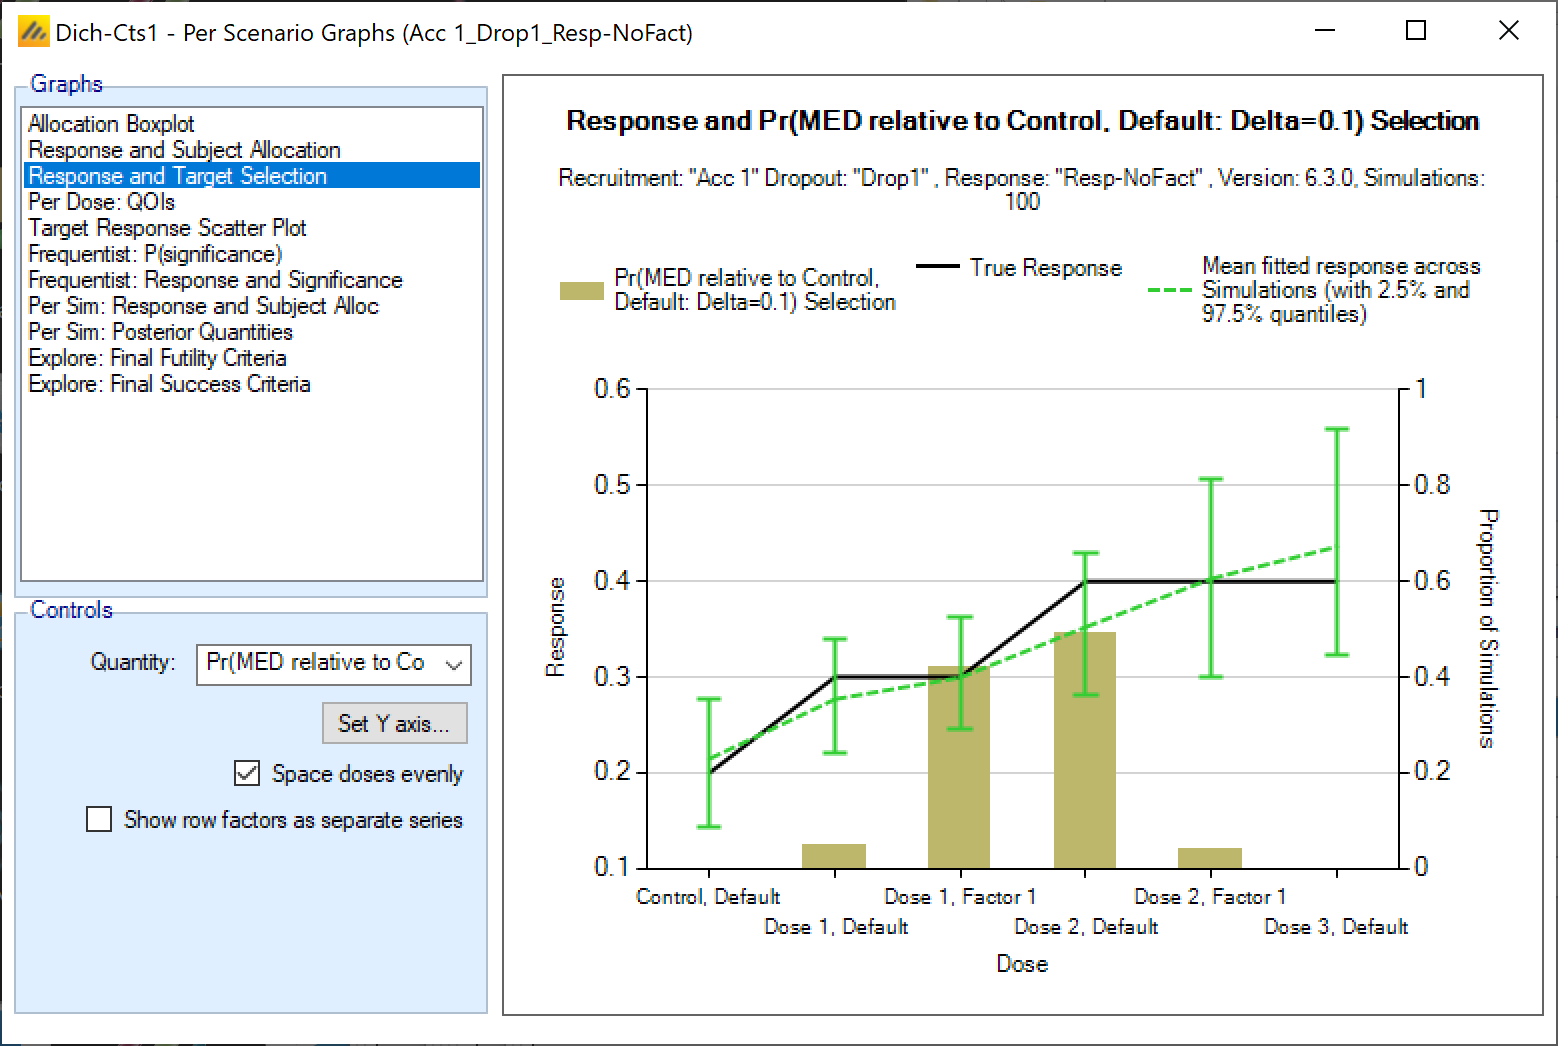 Dich-Cts1 - Per Scenario Graphs (Acc 1_Drop1_Resp-NoFact)
Graphs
Allocation Boxplot
Response and Subject Allocation
Response and Target Selection
Per Dose: QOIs
Target Response Scatter Plot
Frequentist: P(significance)
Frequentist: Response and Significance
Per Sim: Response and Subject Alloc
Per Sim: Posterior Quantities
Explore: Final Futility Criteria
Explore: Final Success Criteria
Controls
Quantity:
Pr(MED relative to Co
Set Y axis...
Space doses evenly
Show row factors as separate series
Response and Pr(MED relative to Control, Default: Delta=0.1) Selection
Recruitment: "Acc 1" Dropout: "Drop1" , Response: "Resp-NoFact" , Version: 6.3.0, Simulations:
100
Pr(MED relative to Control,
Default: Delta=0.1) Selection
True Response
Mean fitted response across
Simulations (with 2.5% and
97.5% quantiles)
0.6
0.5
0.4
0.3
0.2
0.1
Response
1
0.8
0.6
0.4
0.2
0
Proportion of Simulations
Control, Default
Dose 1, Default
Dose 1, Factor 1
Dose 2, Default
Dose 2, Factor 1
Dose 3, Default
Dose